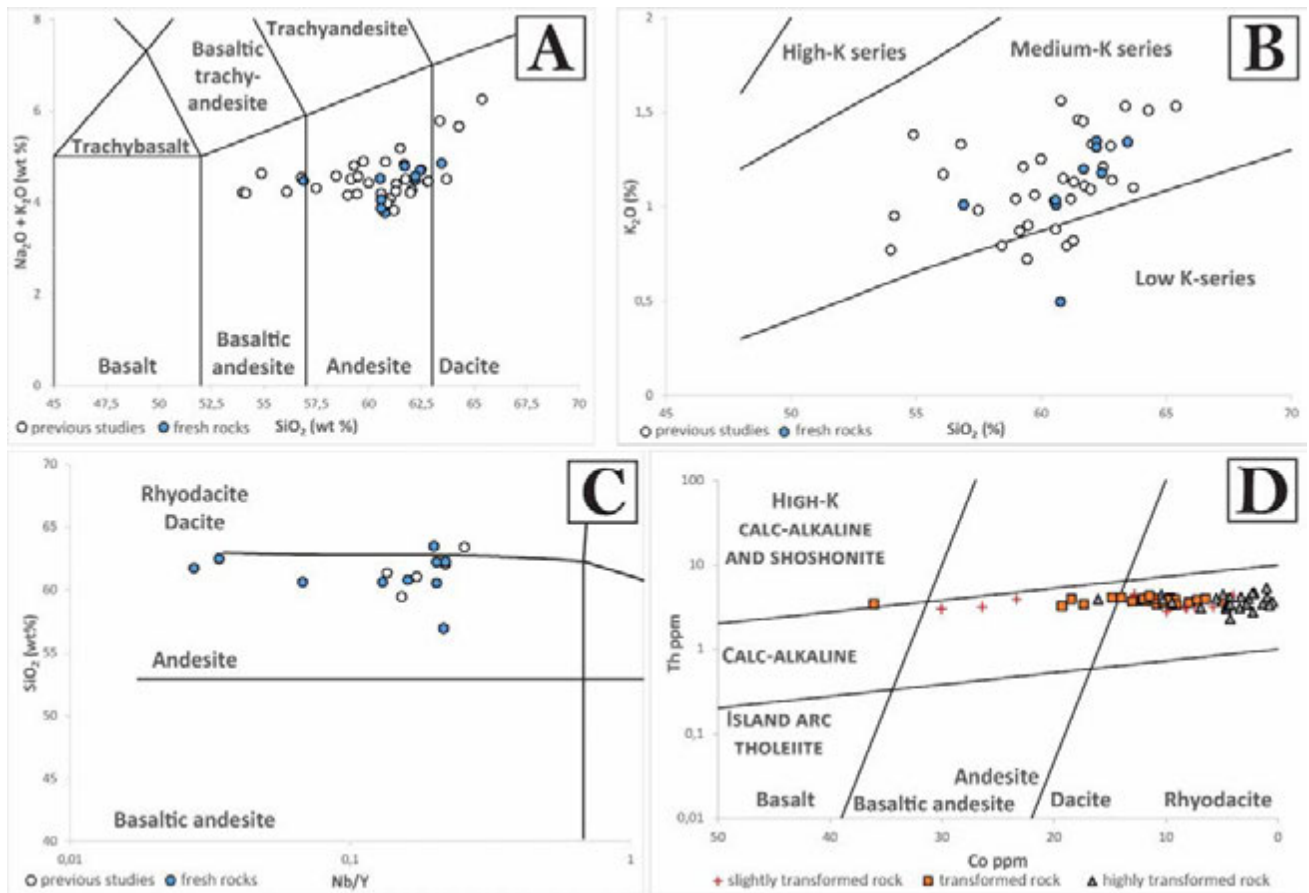 A
Trachyandesite
Basaltic
trachy-
andesite
Trachybasalt
Basalt
Basaltic
andesite
Andesite
Dacite
Na₂O + K₂O (wt %)
8
6
4
2
0
45 47,5 50 52,5 55 57,5 60 62,5 65 67,5 70
SiO₂ (wt %)
previous studies fresh rocks
B
High-K series
Medium-K series
Low K-series
K₂O (%)
2
1,5
1
0,5
0
45 50 55 60 65 70
SiO₂ (%)
previous studies fresh rocks
C
Rhyodacite
Dacite
Andesite
Basaltic andesite
SiO₂ (wt%)
70
65
60
55
50
45
40
0,01 0,1 1
Nb/Y
previous studies fresh rocks
D
HIGH-K
CALC-ALKALINE
AND SHOSHONITE
CALC-ALKALINE
İSLAND ARC
THOLEIITE
Basalt
Basaltic andesite
Andesite
Dacite
Rhyodacite
Th ppm
100
10
1
0,1
0,01
50 40 30 20 10 0
Co ppm
slightly transformed rock transformed rock highly transformed rock